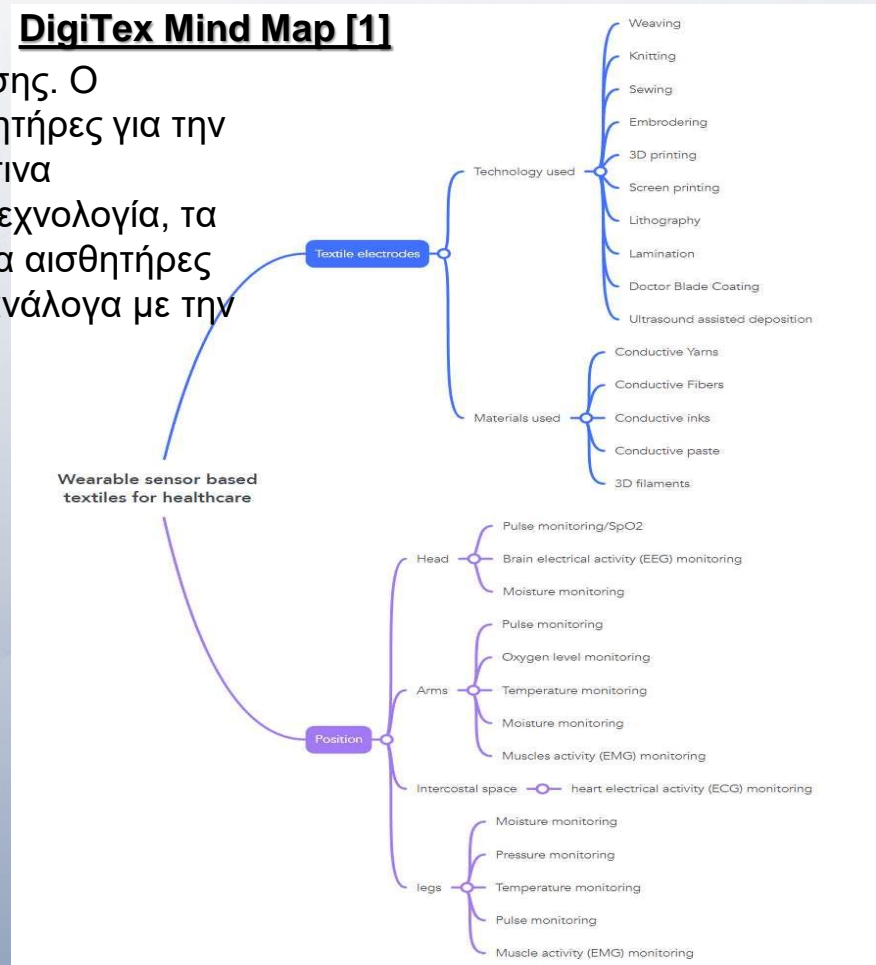 DigiTex Mind Map [1]
σης. Ο
ητήρες για την
τινα
εχνολογία, τα
α αισθητήρες
ανάλογα με την
Wearable sensor based
textiles for healthcare
Textile electrodes
Technology used
Weaving
Knitting
Sewing
Embrodering
3D printing
Screen printing
Lithography
Lamination
Doctor Blade Coating
Ultrasound assisted deposition
Materials used
Conductive Yarns
Conductive Fibers
Conductive inks
Conductive paste
3D filaments
Position
Head
Pulse monitoring/SpO2
Brain electrical activity (EEG) monitoring
Moisture monitoring
Arms
Pulse monitoring
Oxygen level monitoring
Temperature monitoring
Moisture monitoring
Muscles activity (EMG) monitoring
Intercostal space
heart electrical activity (ECG) monitoring
legs
Moisture monitoring
Pressure monitoring
Temperature monitoring
Pulse monitoring
Muscle activity (EMG) monitoring